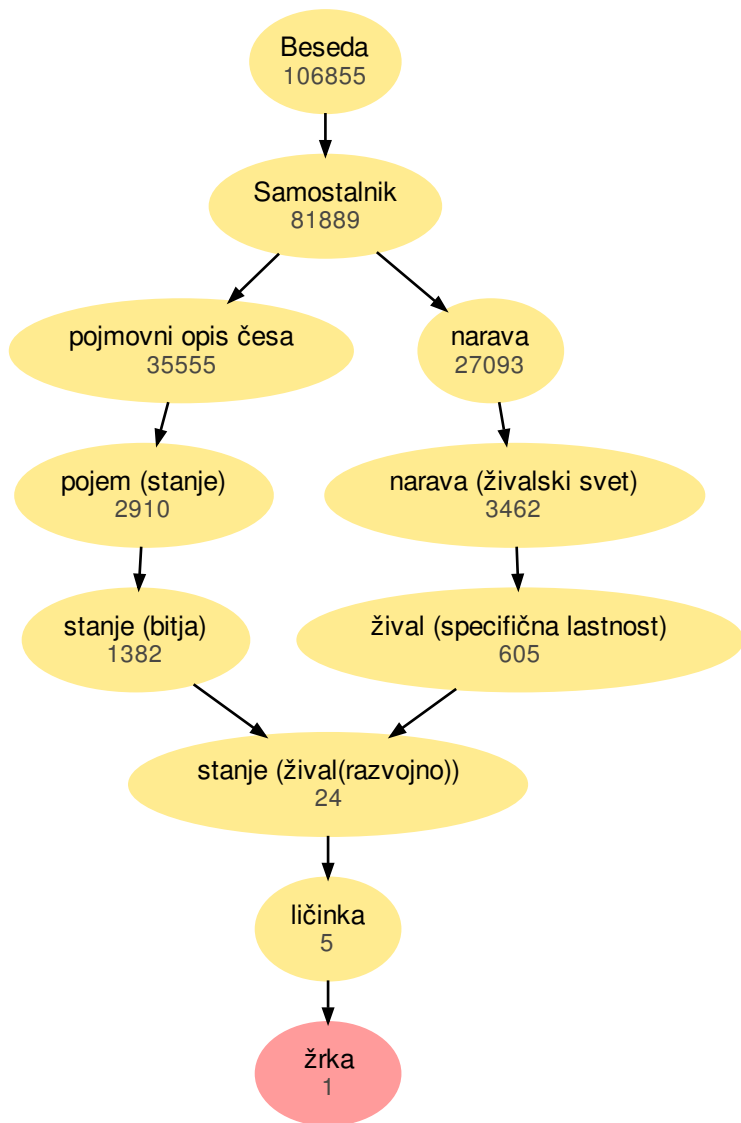 Beseda
106855
Samostalnik
81889
pojmovni opis česa
35555
narava
27093
pojem (stanje)
2910
narava (živalski svet)
3462
stanje (bitja)
1382
žival (specifična lastnost)
605
stanje (žival(razvojno))
24
ličinka
5
žrka
1